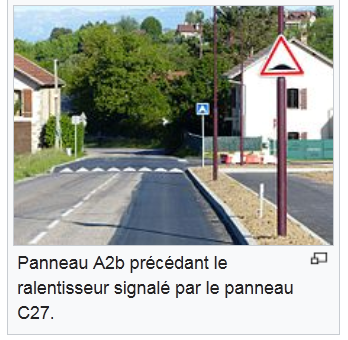 Panneau A2b précédant le
ralentisseur signalé par le panneau
C27.